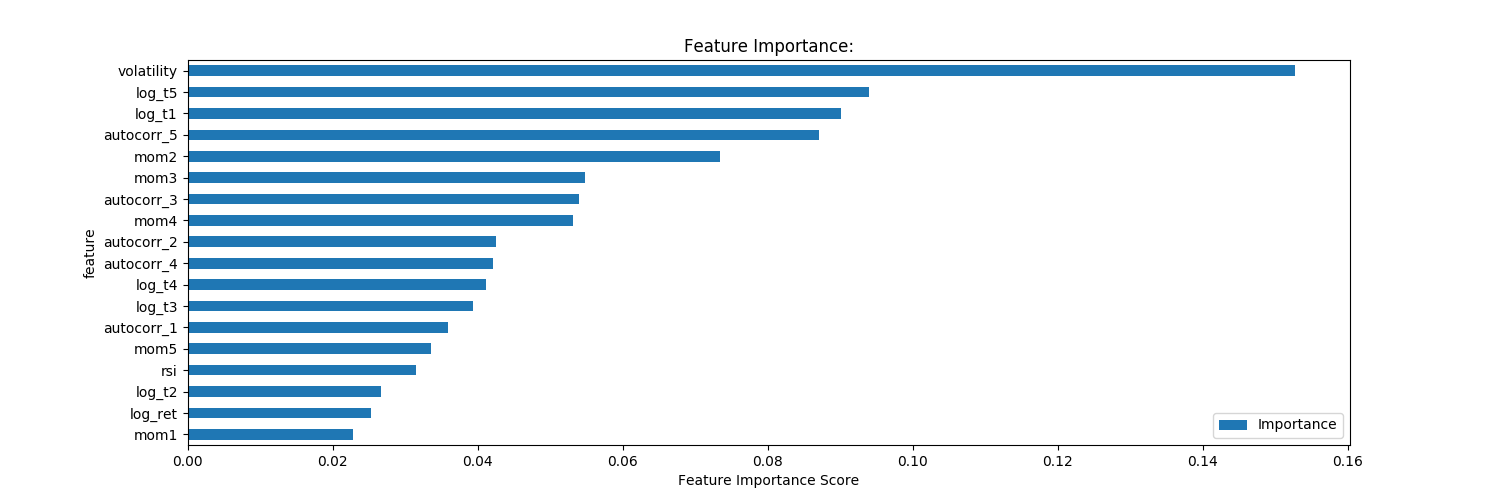 Feature Importance:
volatility
log_t5
log_t1
autocorr_5
mom2
mom3
autocorr_3
mom4
autocorr_2
autocorr_4
log_t4
log_t3
autocorr_1
mom5
rsi
log_t2
log_ret
mom1
feature
Importance
0.00 0.02 0.04 0.06 0.08 0.10 0.12 0.14 0.16
Feature Importance Score